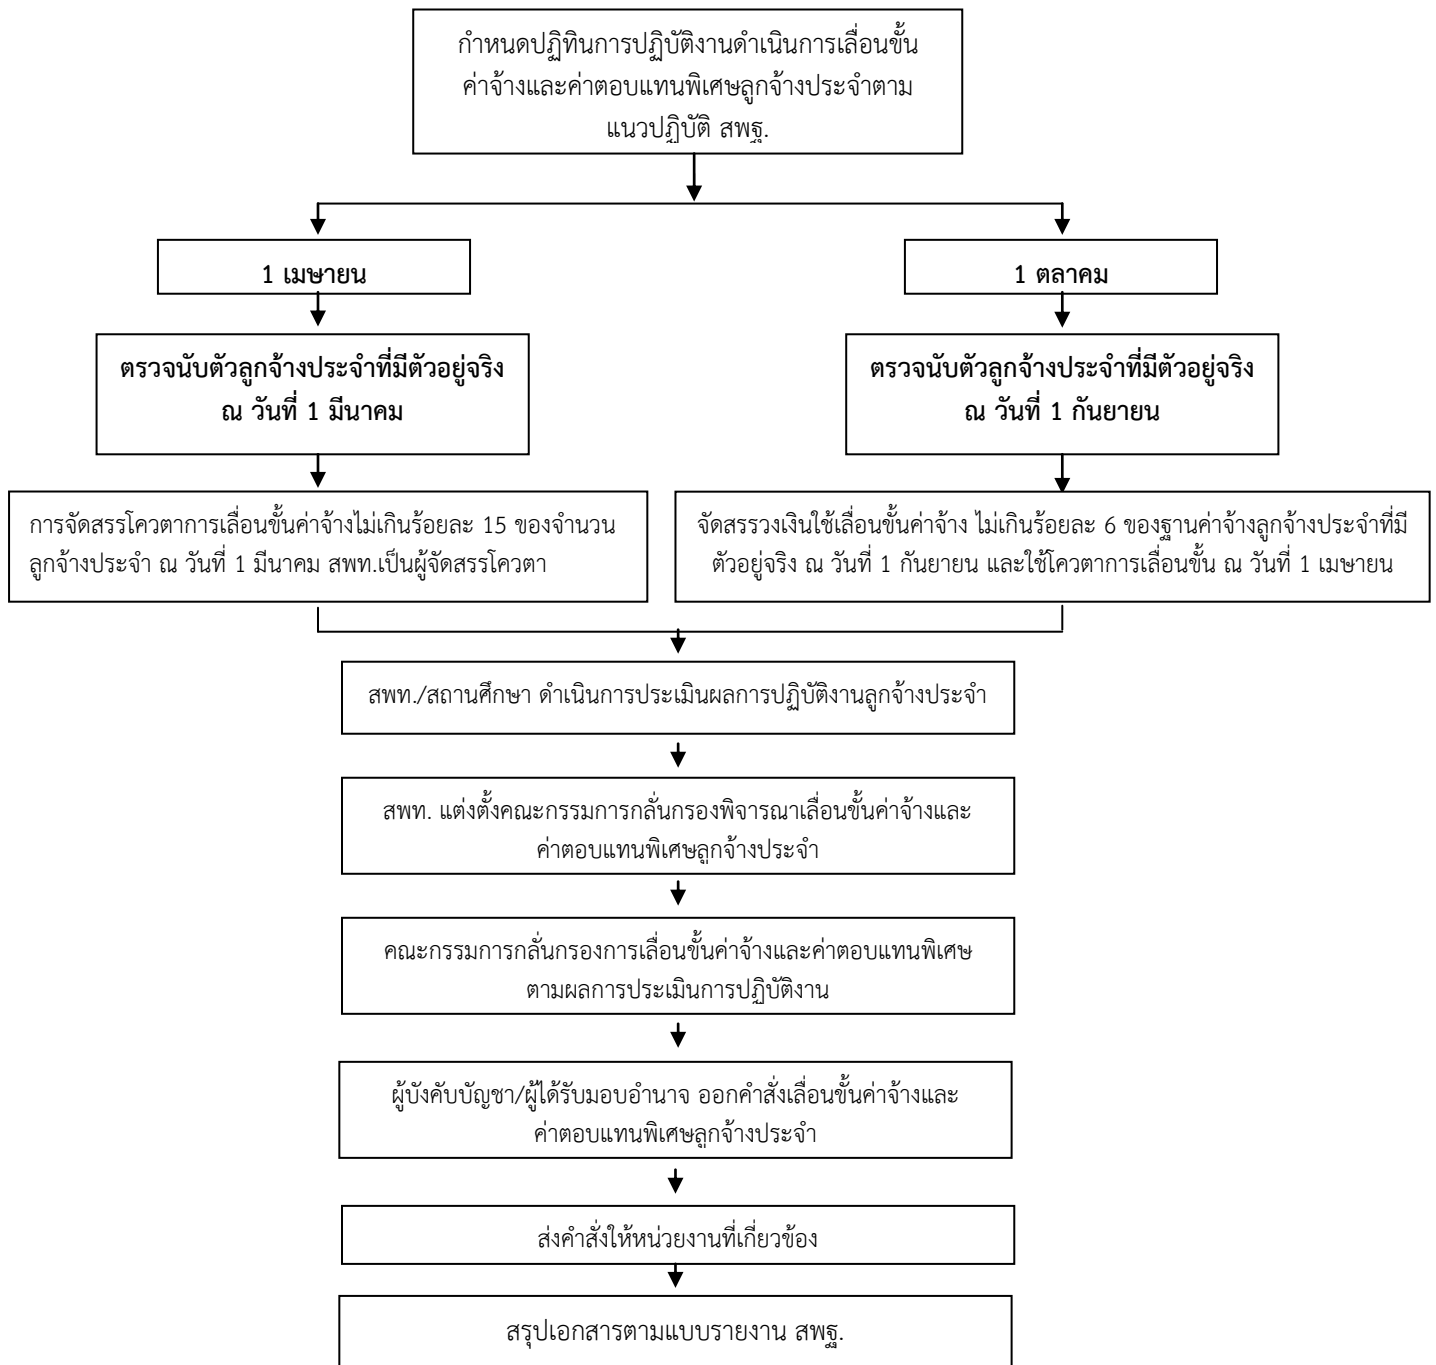 กำหนดปฏิทินการปฏิบัติงานดำเนินการเลื่อนขั้น
ค่าจ้างและค่าตอบแทนพิเศษลูกจ้างประจำตาม
แนวปฏิบัติ สพฐ.
1 เมษายน
1 ตลาคม
ตรวจนับตัวลูกจ้างประจำที่มีตัวอยู่จริง
ณ วันที่ 1 มีนาคม
ตรวจนับตัวลูกจ้างประจำที่มีตัวอยู่จริง
ณ วันที่ 1 กันยายน
การจัดสรรโควตาการเลื่อนขั้นค่าจ้างไม่เกินร้อยละ 15 ของจำนวน
ลูกจ้างประจำ ณ วันที่ 1 มีนาคม สพท.เป็นผู้จัดสรรโควตา
จัดสรรวงเงินใช้เลื่อนขั้นค่าจ้าง ไม่เกินร้อยละ 6 ของฐานค่าจ้างลูกจ้างประจำที่มี
ตัวอยู่จริง ณ วันที่ 1 กันยายน และใช้โควตาการเลื่อนขั้น ณ วันที่ 1 เมษายน
สพท./สถานศึกษา ดำเนินการประเมินผลการปฏิบัติงานลูกจ้างประจำ
สพท. แต่งตั้งคณะกรรมการกลั่นกรองพิจารณาเลื่อนขั้นค่าจ้างและ
ค่าตอบแทนพิเศษลูกจ้างประจำ
คณะกรรมการกลั่นกรองการเลื่อนขั้นค่าจ้างและค่าตอบแทนพิเศษ
ตามผลการประเมินการปฏิบัติงาน
ผู้บังคับบัญชา/ผู้ได้รับมอบอำนาจ ออกคำสั่งเลื่อนขั้นค่าจ้างและ
ค่าตอบแทนพิเศษลูกจ้างประจำ
ส่งคำสั่งให้หน่วยงานที่เกี่ยวข้อง
สรุปเอกสารตามแบบรายงาน สพฐ.